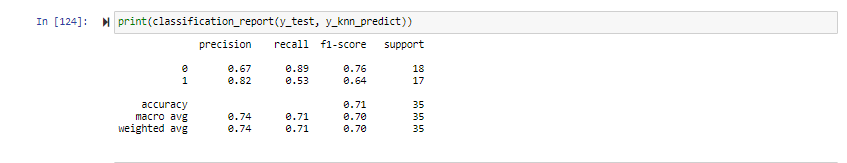 In [124]: print(classification_report(y_test, y_knn_predict))
precision recall f1-score support
0 0.67 0.89 0.76 18
1 0.82 0.53 0.64 17
accuracy 0.71 35
macro avg 0.74 0.71 0.70 35
weighted avg 0.74 0.71 0.70 35